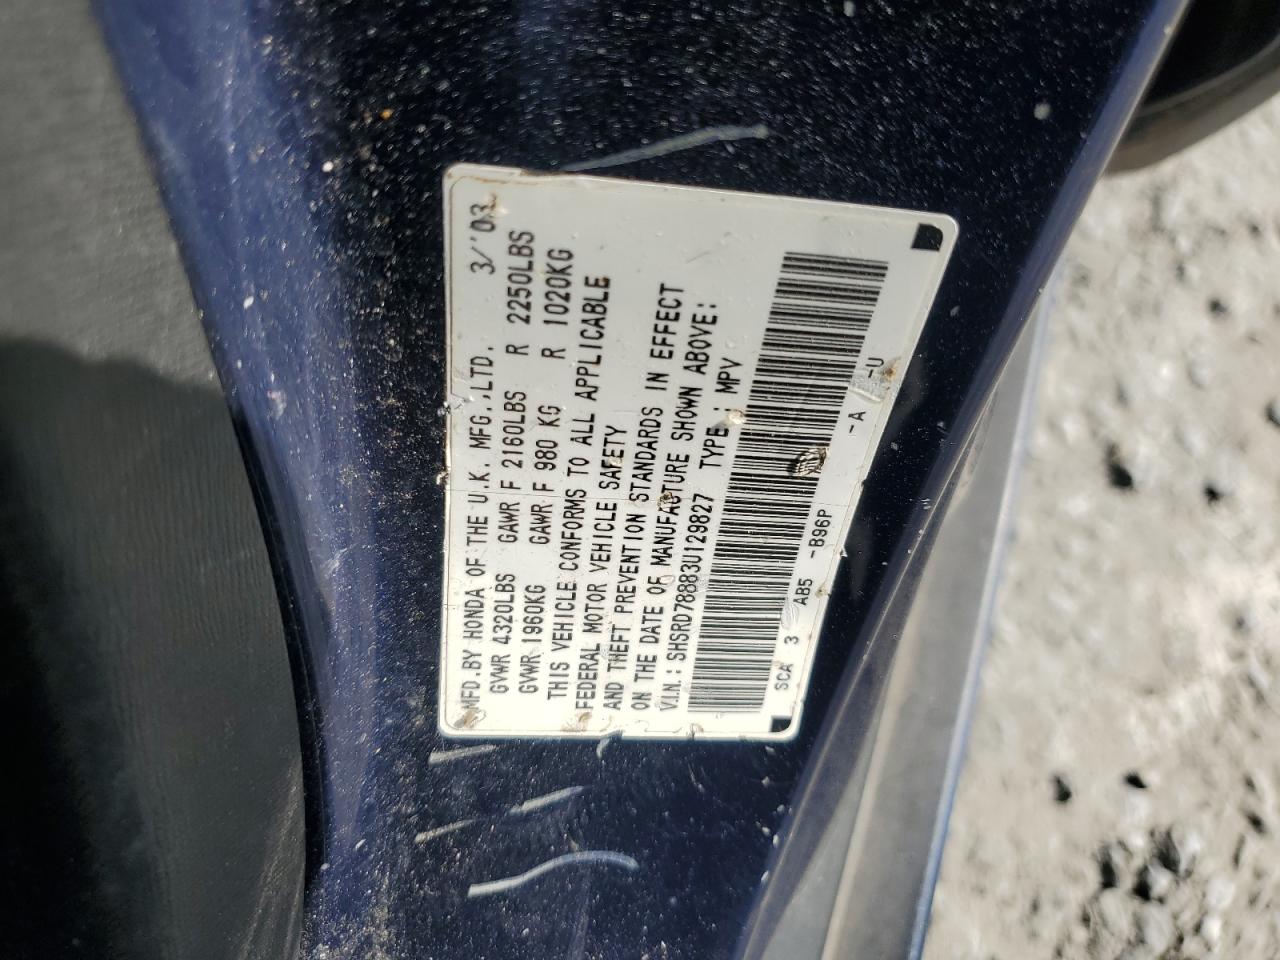 MFD.BY HONDA OF THE U.K. MFG.,LTD. 3/'03
GVWR 4320LBS GAWR F 2160LBS R 2250LBS
GVWR 1960KG GAWR F 980 KG R 1020KG
THIS VEHICLE CONFORMS TO ALL APPLICABLE
FEDERAL MOTOR VEHICLE SAFETY
AND THEFT PREVENTION STANDARDS IN EFFECT
ON THE DATE OF MANUFACTURE SHOWN ABOVE:
V.I.N.: SHSRD78883U129827 TYPE : MPV
SCA 3 AB5 -B96P -A -U